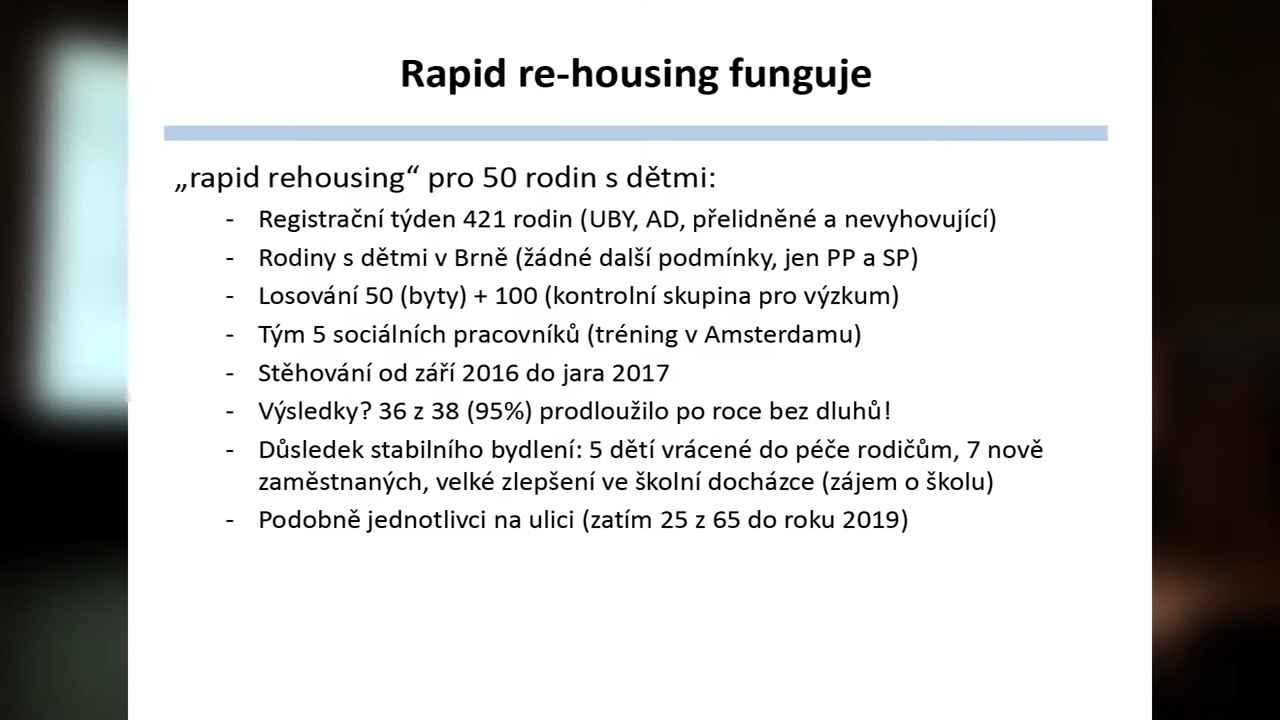 Rapid re-housing funguje
„rapid rehousing“ pro 50 rodin s dětmi:
- Registrační týden 421 rodin (UBY, AD, přelidněné a nevyhovující)
- Rodiny s dětmi v Brně (žádné další podmínky, jen PP a SP)
- Losování 50 (byty) + 100 (kontrolní skupina pro výzkum)
- Tým 5 sociálních pracovníků (tréning v Amsterdamu)
- Stěhování od září 2016 do jara 2017
- Výsledky? 36 z 38 (95%) prodloužilo po roce bez dluhů!
- Důsledek stabilního bydlení: 5 dětí vrácené do péče rodičům, 7 nově
zaměstnaných, velké zlepšení ve školní docházce (zájem o školu)
- Podobně jednotlivci na ulici (zatím 25 z 65 do roku 2019)